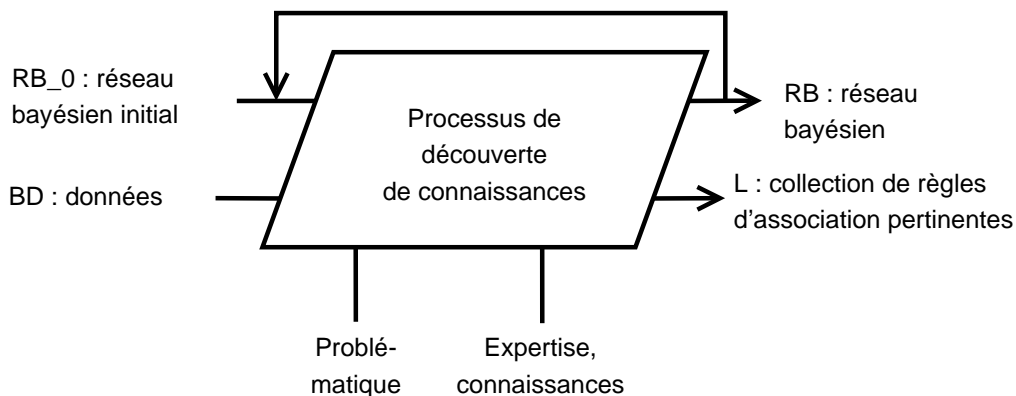 RB_0 : réseau
bayésien initial
BD : données
Processus de
découverte
de connaissances
RB : réseau
bayésien
L : collection de règles
d'association pertinentes
Problé-
matique
Expertise,
connaissances